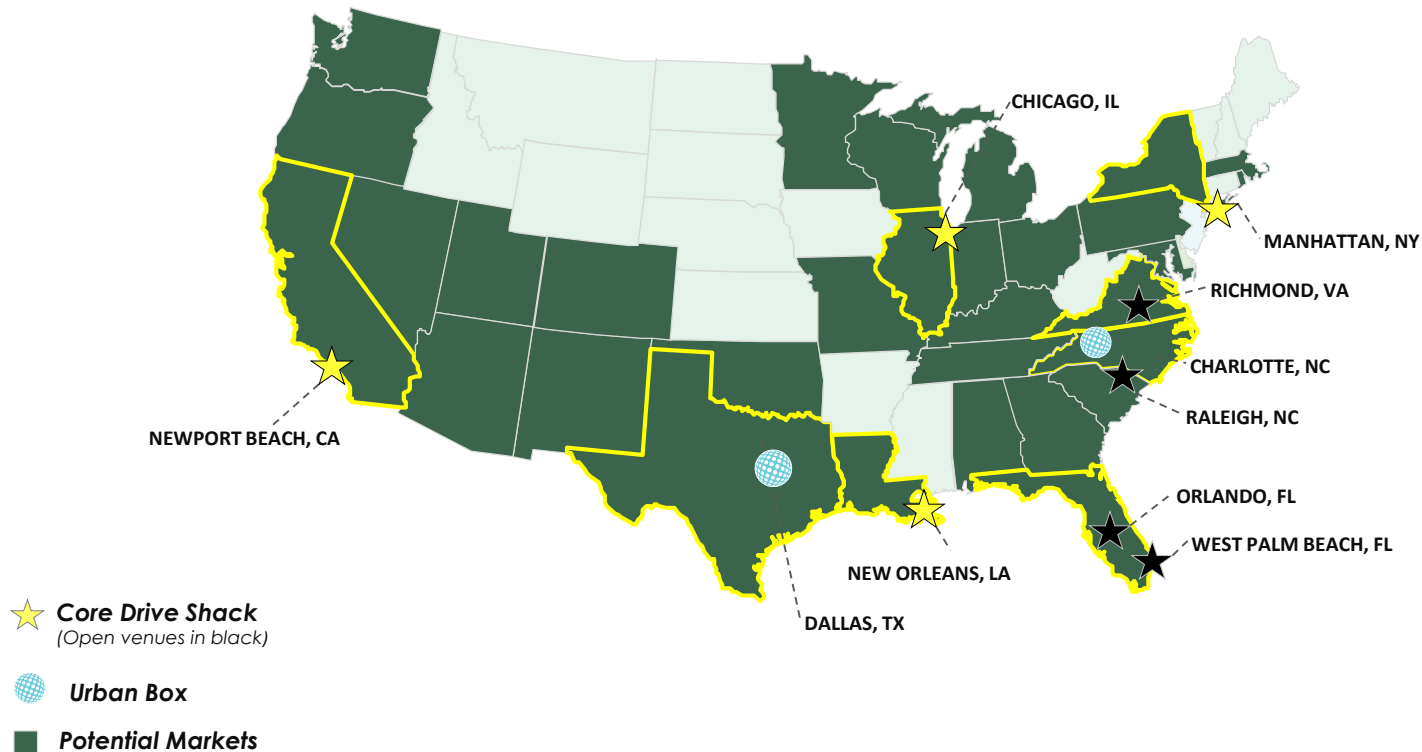 CHICAGO, IL
MANHATTAN, NY
RICHMOND, VA
CHARLOTTE, NC
RALEIGH, NC
NEWPORT BEACH, CA
ORLANDO, FL
WEST PALM BEACH, FL
NEW ORLEANS, LA
DALLAS, TX
Core Drive Shack
(Open venues in black)
Urban Box
Potential Markets